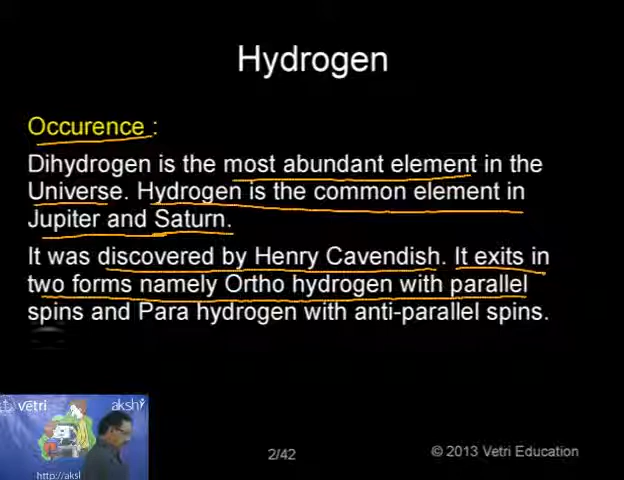 Hydrogen
Occurence :
Dihydrogen is the most abundant element in the
Universe. Hydrogen is the common element in
Jupiter and Saturn.
It was discovered by Henry Cavendish. It exits in
two forms namely Ortho hydrogen with parallel
spins and Para hydrogen with anti-parallel spins.
vetri
akshi
http://aksl
2/42
© 2013 Vetri Education